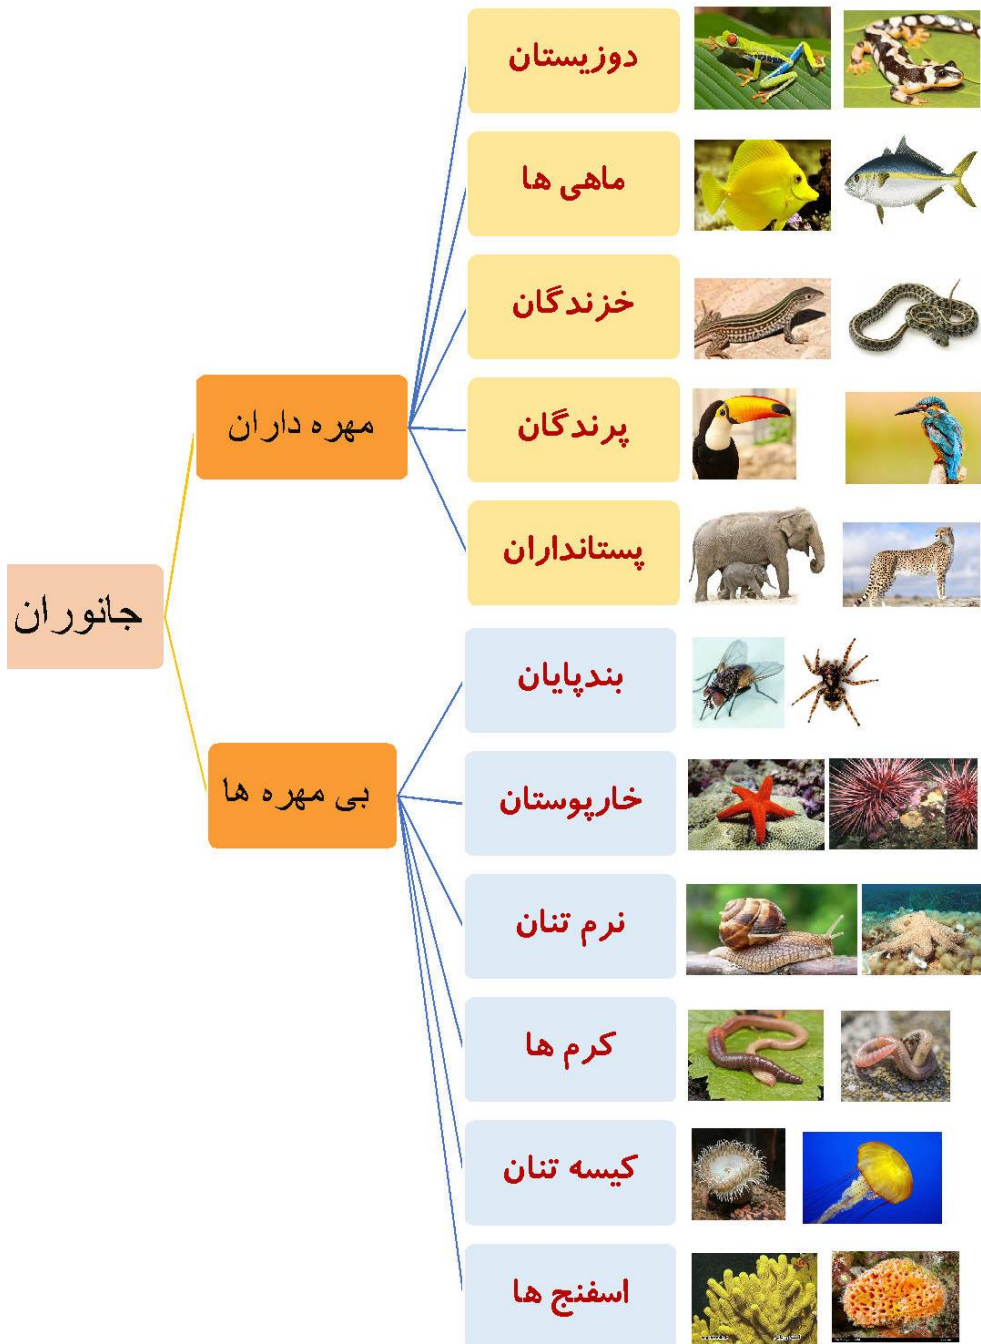 جانوران
مهره داران
دوزیستان
ماهی ها
خزندگان
پرندگان
پستانداران
بی مهره ها
بندپایان
خارپوستان
نرم تنان
کرم ها
کیسه تنان
اسفنج ها